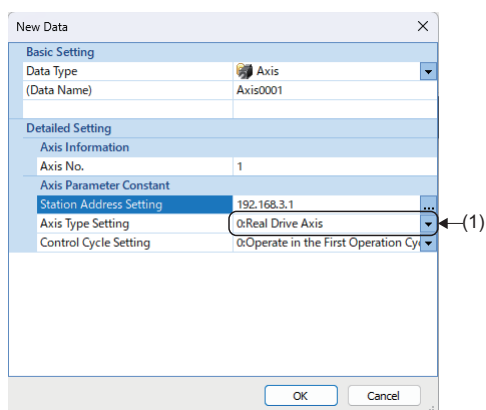 New Data
Basic Setting
Data Type Axis
(Data Name) Axis0001
Detailed Setting
Axis Information
Axis No. 1
Axis Parameter Constant
Station Address Setting 192.168.3.1 ...
Axis Type Setting 0:Real Drive Axis (1)
Control Cycle Setting 0:Operate in the First Operation Cy
OK Cancel